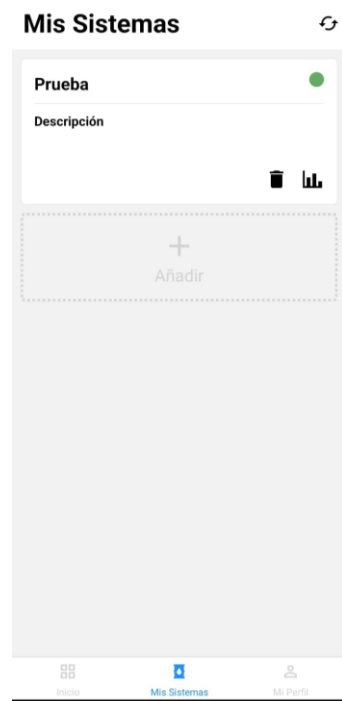 Mis Sistemas
Prueba
Descripción
Añadir
Inicio
Mis Sistemas
Mi Perfil